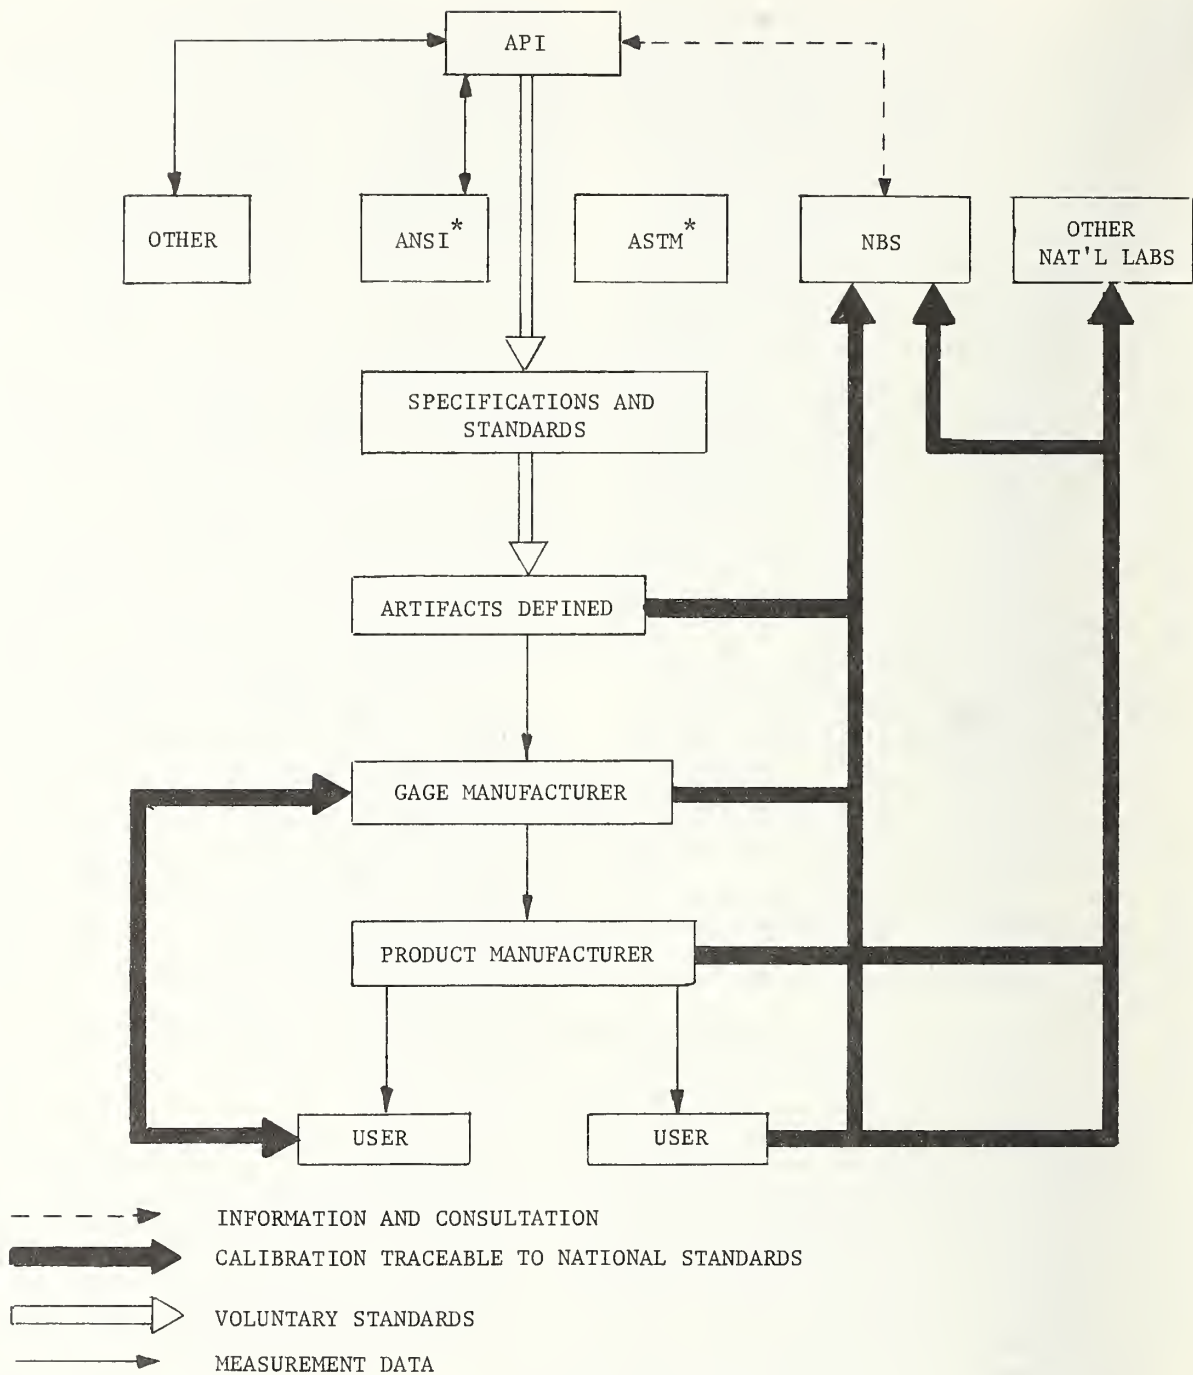 API
OTHER
ANSI*
ASTM*
NBS
OTHER
NAT'L LABS
SPECIFICATIONS AND
STANDARDS
ARTIFACTS DEFINED
GAGE MANUFACTURER
PRODUCT MANUFACTURER
USER
USER
INFORMATION AND CONSULTATION
CALIBRATION TRACEABLE TO NATIONAL STANDARDS
VOLUNTARY STANDARDS
MEASUREMENT DATA